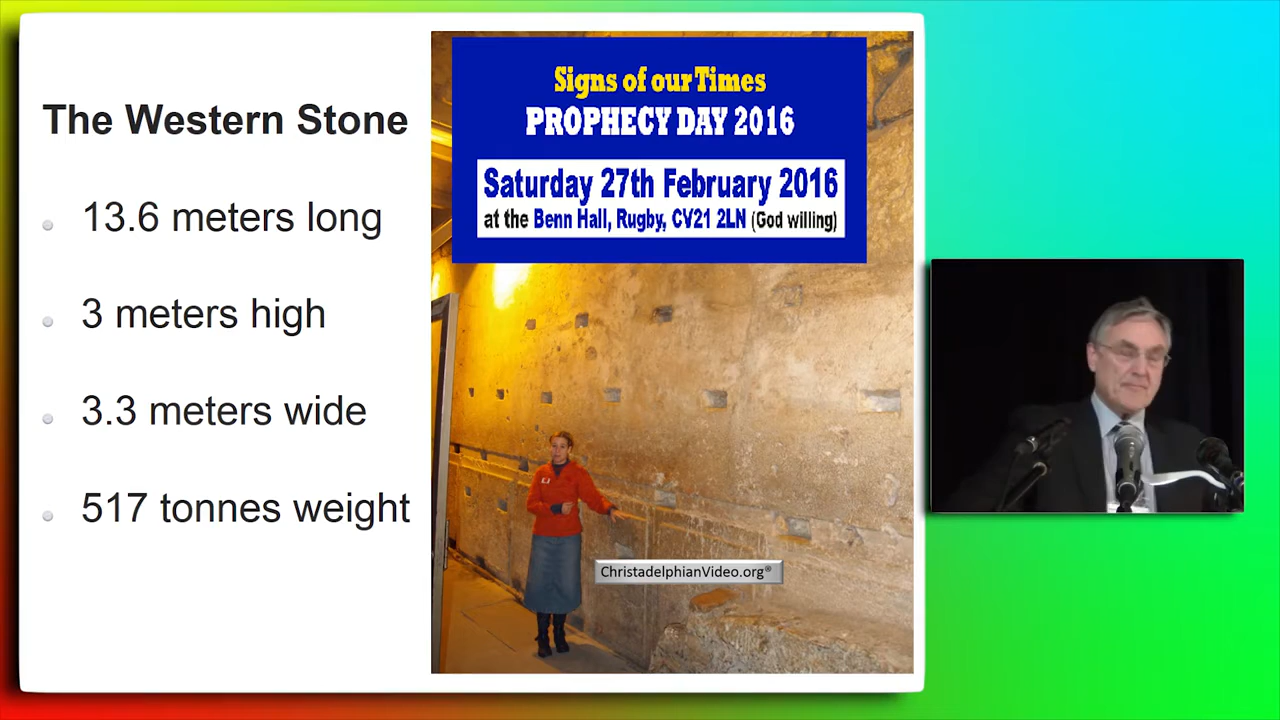 The Western Stone
13.6 meters long
3 meters high
3.3 meters wide
517 tonnes weight
Signs of our Times
PROPHECY DAY 2016
Saturday 27th February 2016
at the Benn Hall, Rugby, CV21 2LN (God willing)
ChristadelphianVideo.org®